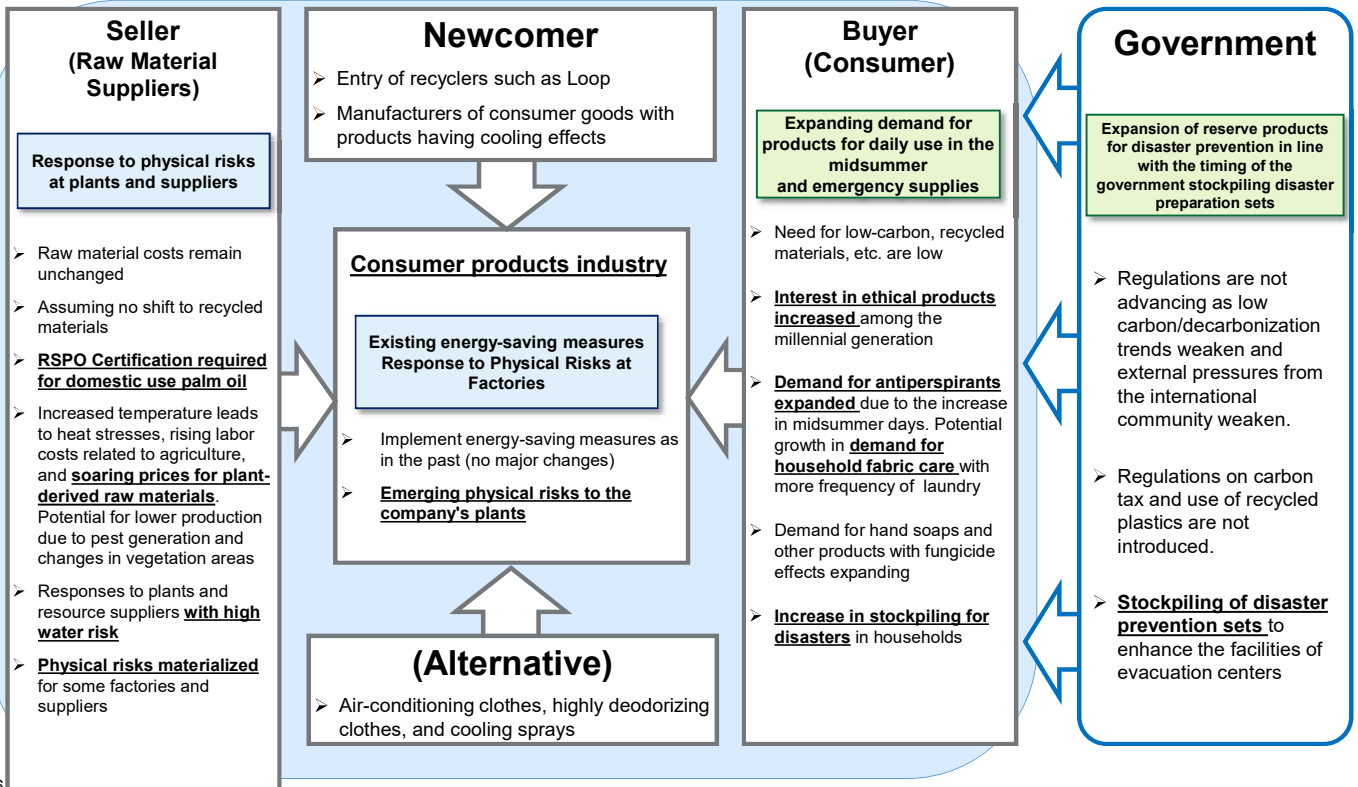 Seller
(Raw Material
Suppliers)
Response to physical risks
at plants and suppliers
➢ Raw material costs remain
unchanged
➢ Assuming no shift to recycled
materials
➢ RSPO Certification required
for domestic use palm oil
➢ Increased temperature leads
to heat stresses, rising labor
costs related to agriculture,
and soaring prices for plant-
derived raw materials.
Potential for lower production
due to pest generation and
changes in vegetation areas
➢ Responses to plants and
resource suppliers with high
water risk
➢ Physical risks materialized
for some factories and
suppliers
Newcomer
➢ Entry of recyclers such as Loop
➢ Manufacturers of consumer goods with
products having cooling effects
Consumer products industry
Existing energy-saving measures
Response to Physical Risks at
Factories
➢ Implement energy-saving measures as
in the past (no major changes)
➢ Emerging physical risks to the
company's plants
(Alternative)
➢ Air-conditioning clothes, highly deodorizing
clothes, and cooling sprays
Buyer
(Consumer)
Expanding demand for
products for daily use in the
midsummer
and emergency supplies
➢ Need for low-carbon, recycled
materials, etc. are low
➢ Interest in ethical products
increased among the
millennial generation
➢ Demand for antiperspirants
expanded due to the increase
in midsummer days. Potential
growth in demand for
household fabric care with
more frequency of laundry
➢ Demand for hand soaps and
other products with fungicide
effects expanding
➢ Increase in stockpiling for
disasters in households
Government
Expansion of reserve products
for disaster prevention in line
with the timing of the
government stockpiling disaster
preparation sets
➢ Regulations are not
advancing as low
carbon/decarbonization
trends weaken and
external pressures from
the international
community weaken.
➢ Regulations on carbon
tax and use of recycled
plastics are not
introduced.
➢ Stockpiling of disaster
prevention sets to
enhance the facilities of
evacuation centers